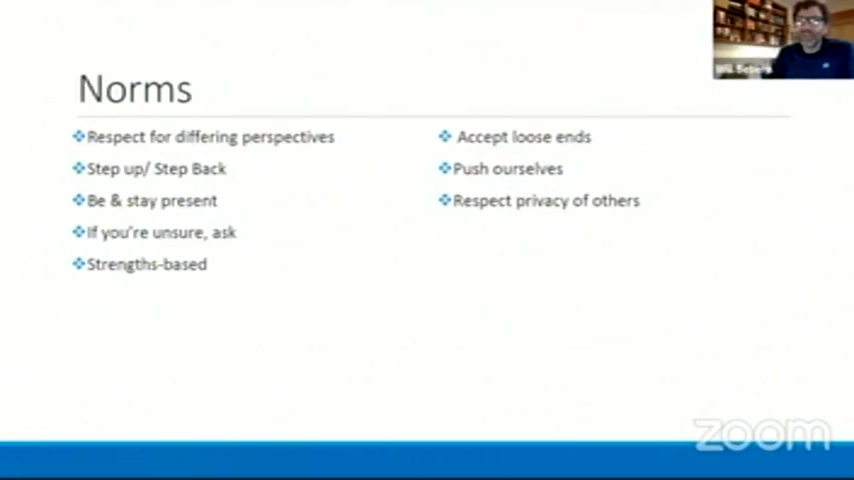 Norms
Respect for differing perspectives
Step up/ Step Back
Be & stay present
If you're unsure, ask
Strengths-based
Accept loose ends
Push ourselves
Respect privacy of others
zoom